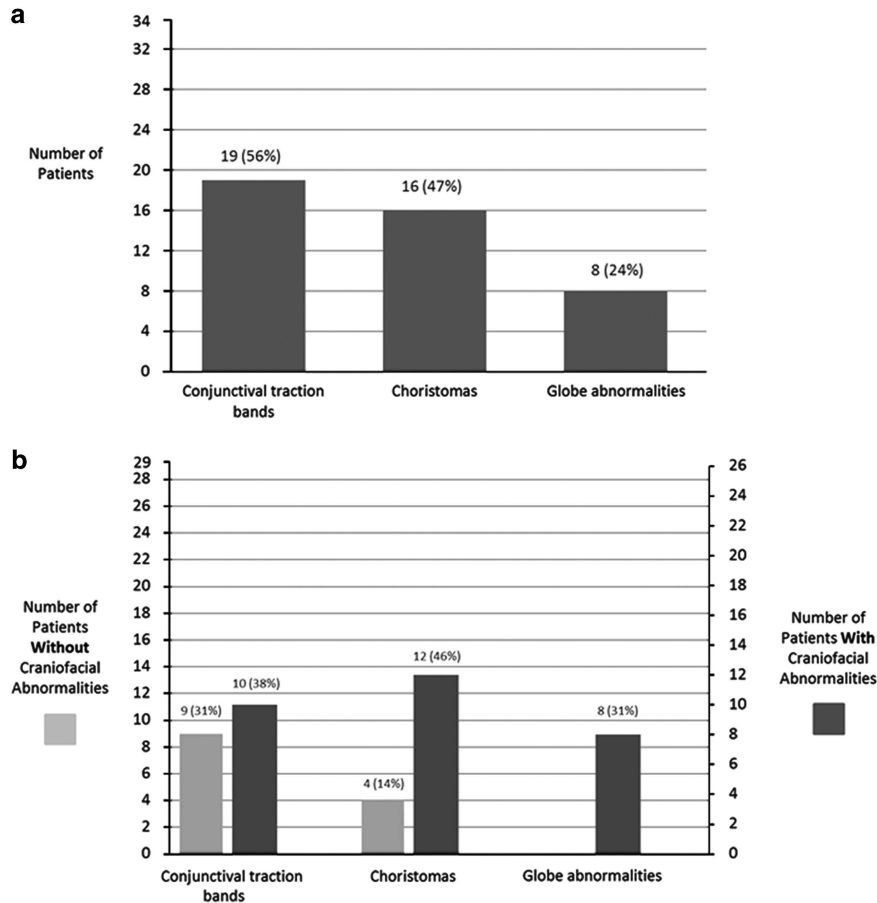 a
34
32
28
24
20
16
12
8
4
0
Number of
Patients
19 (56%)
16 (47%)
8 (24%)
Conjunctival traction
bands
Choristomas
Globe abnormalities
b
29
28
26
24
22
20
18
16
14
12
10
8
6
4
2
0
Number of
Patients
Without
Craniofacial
Abnormalities
9 (31%)
10 (38%)
4 (14%)
12 (46%)
8 (31%)
Conjunctival traction
bands
Choristomas
Globe abnormalities
26
24
22
20
18
16
14
12
10
8
6
4
2
0
Number of
Patients With
Craniofacial
Abnormalities